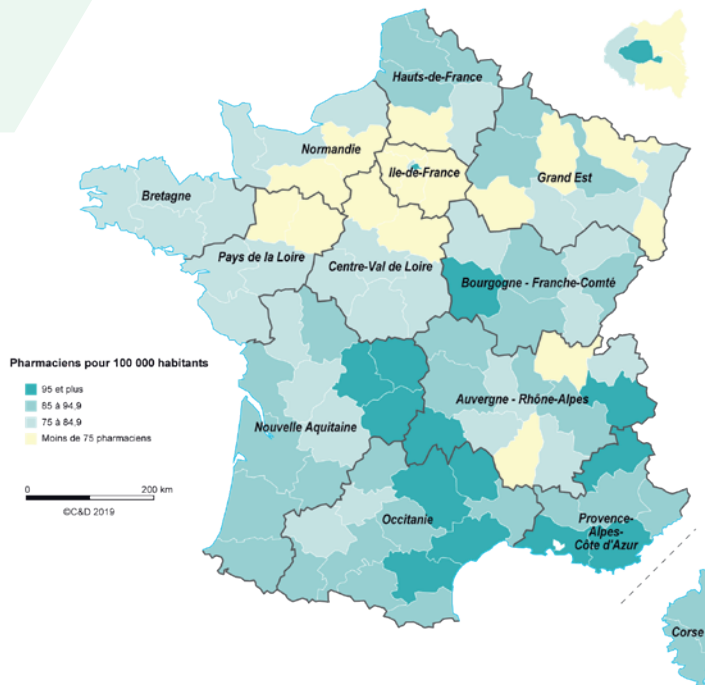 Hauts-de-France
Normandie
Ile-de-France
Grand Est
Bretagne
Pays de la Loire
Centre-Val de Loire
Bourgogne - Franche-Comté
Pharmaciens pour 100 000 habitants
95 et plus
85 à 94,9
75 à 84,9
Moins de 75 pharmaciens
Auvergne - Rhône-Alpes
Nouvelle Aquitaine
0 200 km
©C&D 2019
Occitanie
Provence-
Alpes-
Côte d'Azur
Corse